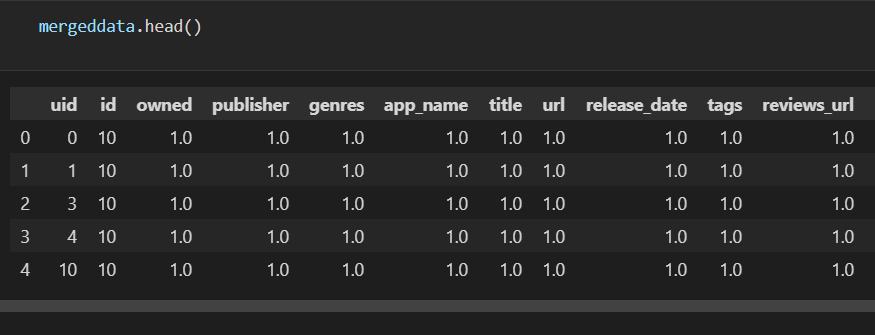 mergeddata.head()
uid id owned publisher genres app_name title url release_date tags reviews_url
0 0 10 1.0 1.0 1.0 1.0 1.0 1.0 1.0 1.0 1.0
1 1 10 1.0 1.0 1.0 1.0 1.0 1.0 1.0 1.0 1.0
2 3 10 1.0 1.0 1.0 1.0 1.0 1.0 1.0 1.0 1.0
3 4 10 1.0 1.0 1.0 1.0 1.0 1.0 1.0 1.0 1.0
4 10 10 1.0 1.0 1.0 1.0 1.0 1.0 1.0 1.0 1.0